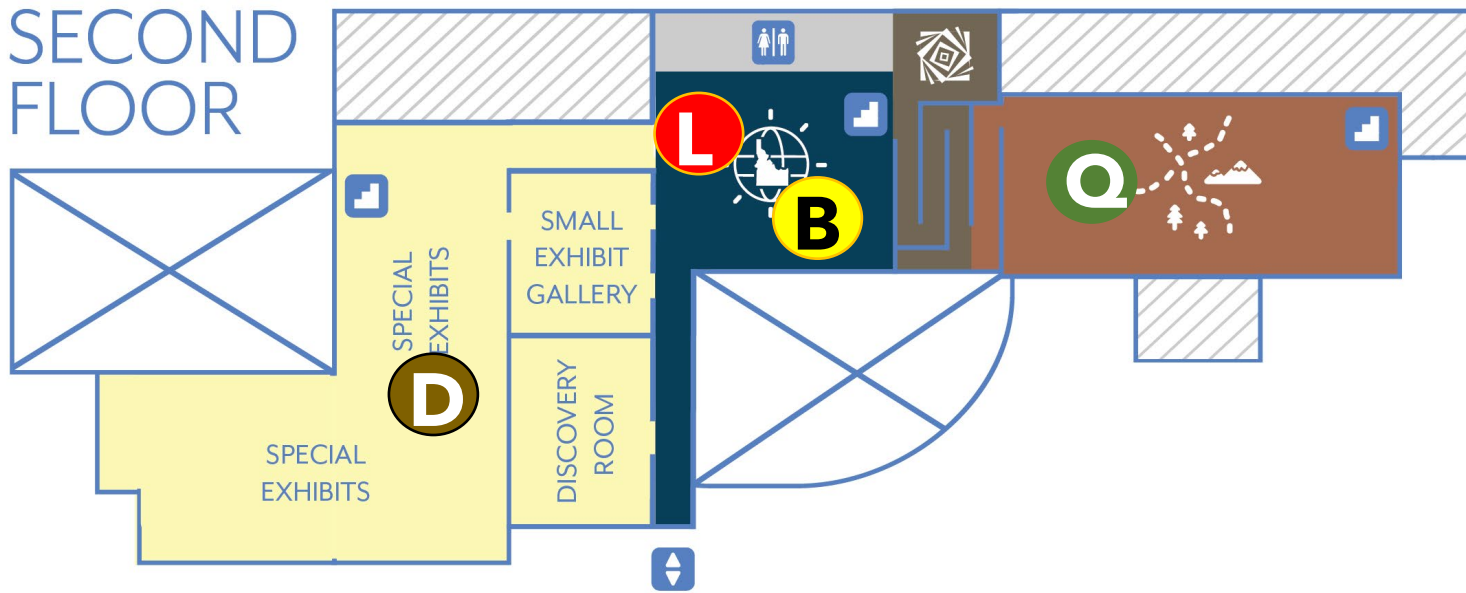 SECOND
FLOOR
L
Q
B
SMALL
EXHIBIT
GALLERY
SPECIAL
EXHIBITS
D
DISCOVERY
ROOM
SPECIAL
EXHIBITS